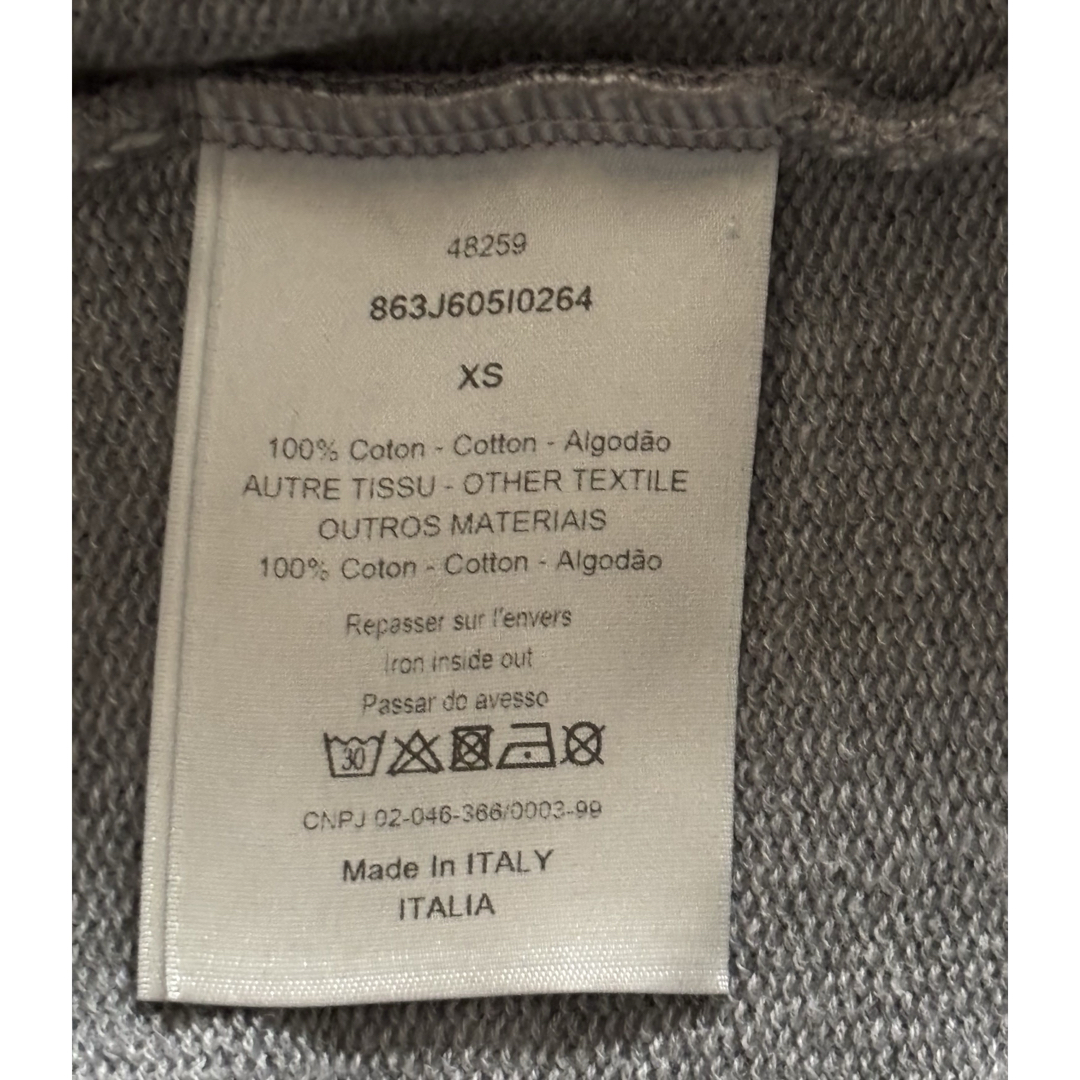 48259
863J605I0264
XS
100% Coton - Cotton - Algodão
AUTRE TISSU - OTHER TEXTILE
OUTROS MATERIAIS
100% Coton - Cotton - Algodão
Repasser sur l'envers
Iron inside out
Passar do avesso
30
CNPJ 02-046-366/0003-99
Made In ITALY
ITALIA